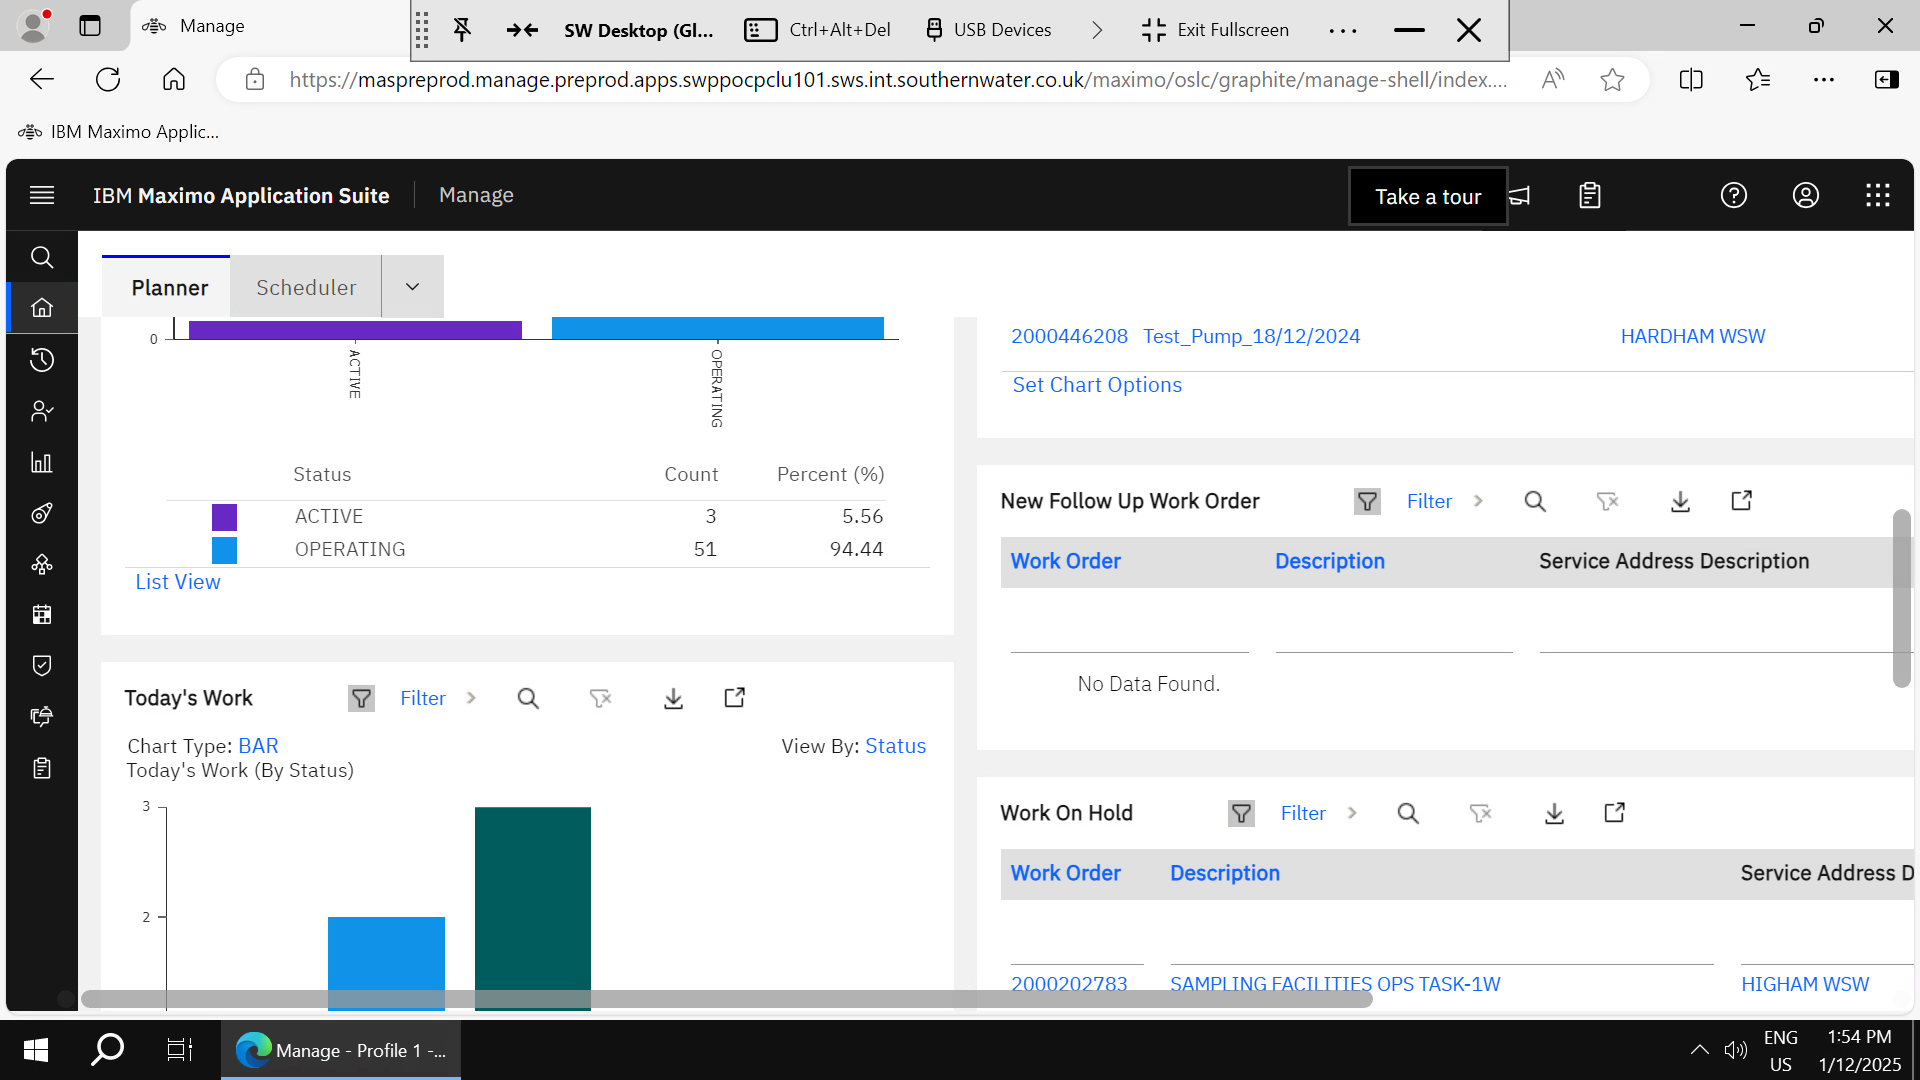 Manage
SW Desktop (Gl...
Ctrl+Alt+Del
USB Devices
Exit Fullscreen
https://maspreprod.manage.preprod.apps.swppocpclu101.sws.int.southernwater.co.uk/maximo/oslc/graphite/manage-shell/index....
IBM Maximo Applic...
IBM Maximo Application Suite
Manage
Take a tour
Planner
Scheduler
0
ACTIVE
OPERATING
Status Count Percent (%)
ACTIVE 3 5.56
OPERATING 51 94.44
List View
2000446208 Test_Pump_18/12/2024 HARDHAM WSW
Set Chart Options
New Follow Up Work Order
Filter
Work Order Description Service Address Description
No Data Found.
Today's Work
Filter
Chart Type: BAR
View By: Status
Today's Work (By Status)
3
2
Work On Hold
Filter
Work Order Description Service Address D
2000202783 SAMPLING FACILITIES OPS TASK-1W HIGHAM WSW
Manage - Profile 1 -...
ENG
US
1:54 PM
1/12/2025